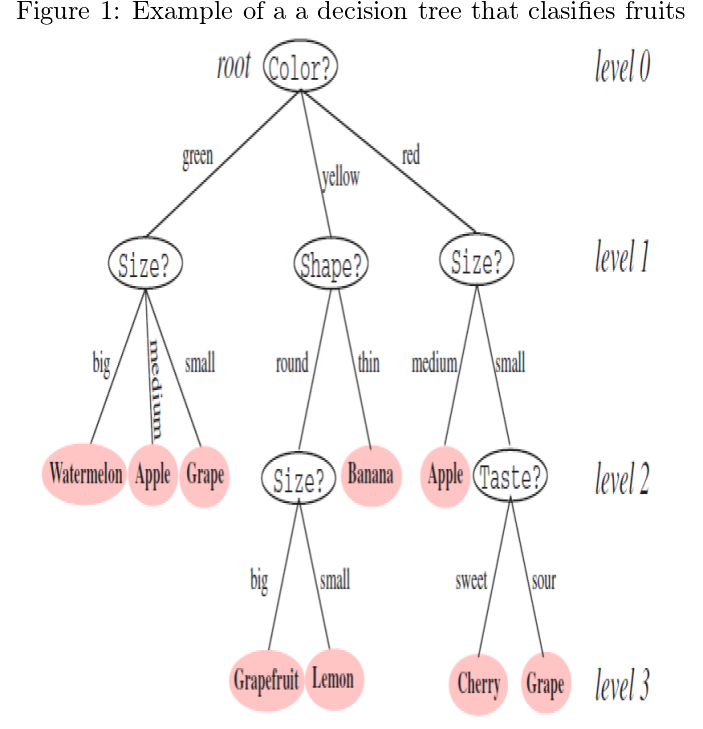 Figure 1: Example of a a decision tree that clasifies fruits
root Color? level 0
green yellow red
Size? Shape? Size? level 1
big medium small round thin medium small
Watermelon Apple Grape Size? Banana Apple Taste? level 2
big small sweet sour
Grapefruit Lemon Cherry Grape level 3